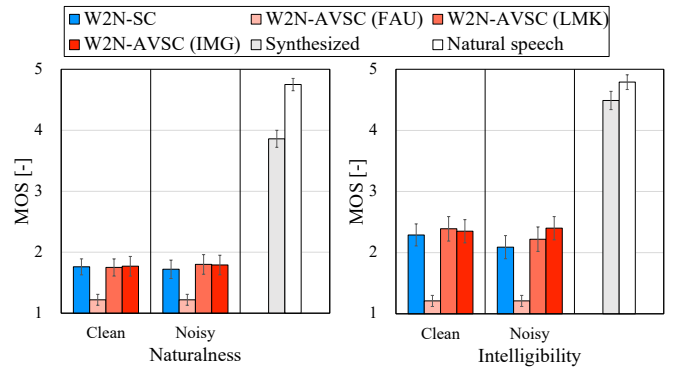 W2N-SC W2N-AVSC (FAU) W2N-AVSC (LMK)
W2N-AVSC (IMG) Synthesized Natural speech
5
4
3
2
1
MOS [-]
Clean Noisy
Naturalness
5
4
3
2
1
MOS [-]
Clean Noisy
Intelligibility